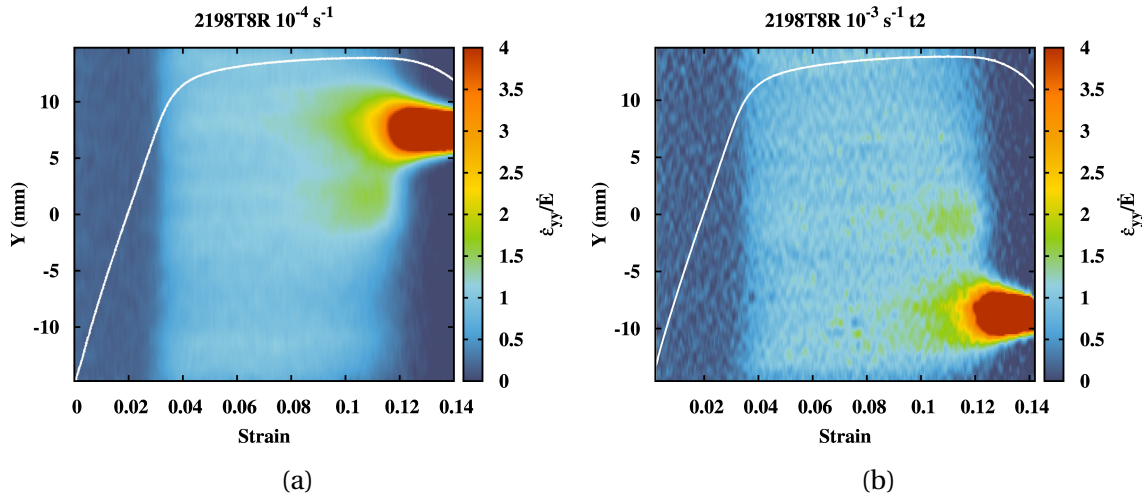 2198T8R 10⁻⁴ s⁻¹
Y (mm)
10
5
0
-5
-10
0 0.02 0.04 0.06 0.08 0.1 0.12 0.14
Strain
4
3.5
3
2.5
2
1.5
1
0.5
0
ε̇yy/Ė
(a)
2198T8R 10⁻³ s⁻¹ t2
Y (mm)
10
5
0
-5
-10
0.02 0.04 0.06 0.08 0.1 0.12 0.14
Strain
4
3.5
3
2.5
2
1.5
1
0.5
0
ε̇yy/Ė
(b)